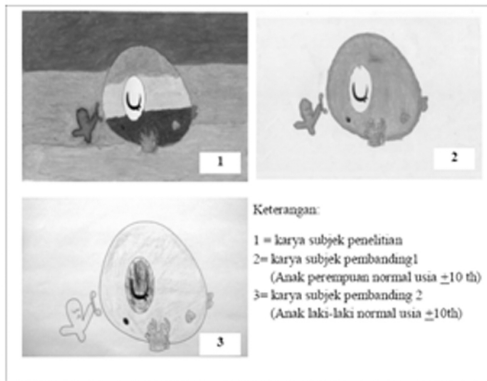 1
2
3
Keterangan:
1 = karya subjek penelitian
2= karya subjek pembanding1
(Anak perempuan normal usia ±10 th)
3= karya subjek pembanding 2
(Anak laki-laki normal usia ±10th)